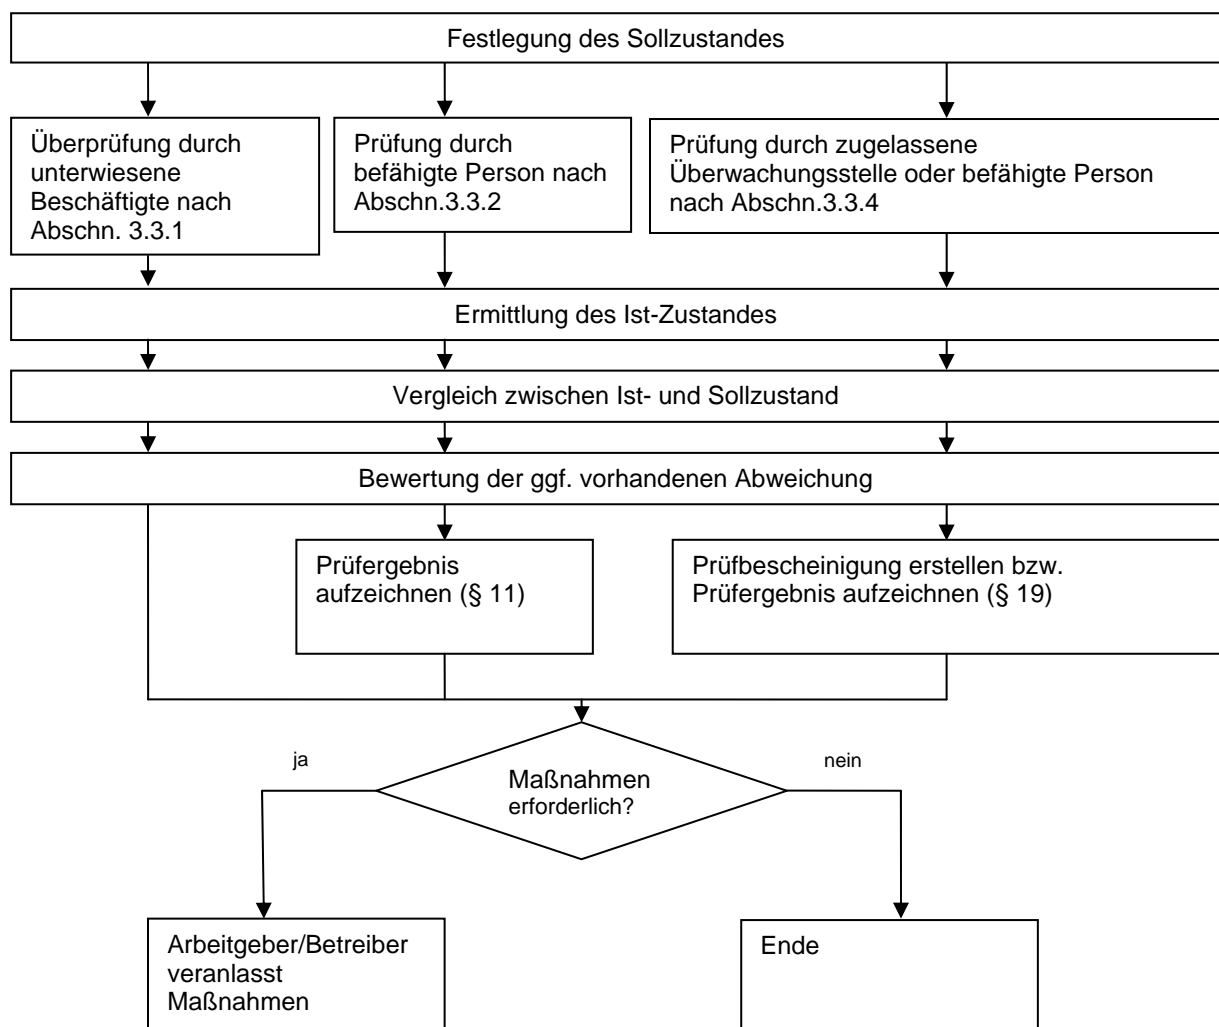 Festlegung des Sollzustandes
Überprüfung durch
unterwiesene
Beschäftigte nach
Abschn. 3.3.1
Prüfung durch
befähigte Person nach
Abschn.3.3.2
Prüfung durch zugelassene
Überwachungsstelle oder befähigte Person
nach Abschn.3.3.4
Ermittlung des Ist-Zustandes
Vergleich zwischen Ist- und Sollzustand
Bewertung der ggf. vorhandenen Abweichung
Prüfergebnis
aufzeichnen (§ 11)
Prüfbescheinigung erstellen bzw.
Prüfergebnis aufzeichnen (§ 19)
ja
nein
Maßnahmen
erforderlich?
Arbeitgeber/Betreiber
veranlasst
Maßnahmen
Ende